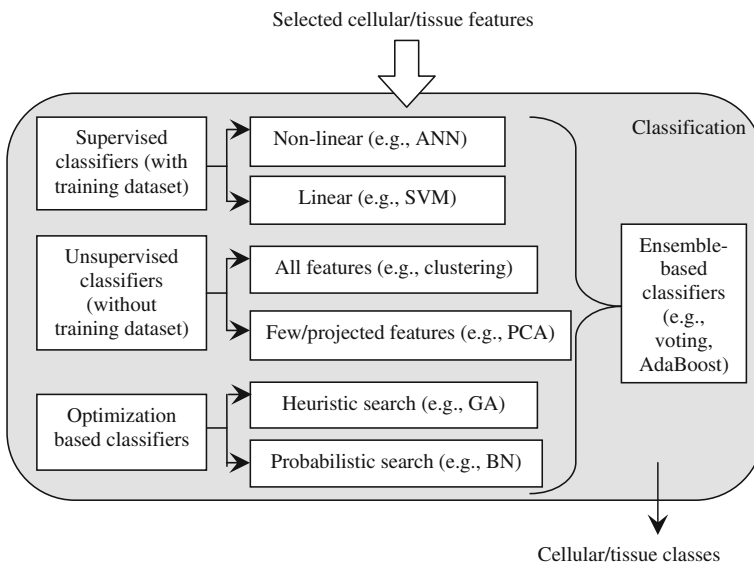 Selected cellular/tissue features
Classification
Supervised
classifiers (with
training dataset)
Non-linear (e.g., ANN)
Linear (e.g., SVM)
Unsupervised
classifiers
(without
training dataset)
All features (e.g., clustering)
Few/projected features (e.g., PCA)
Optimization
based classifiers
Heuristic search (e.g., GA)
Probabilistic search (e.g., BN)
Ensemble-
based
classifiers
(e.g.,
voting,
AdaBoost)
Cellular/tissue classes